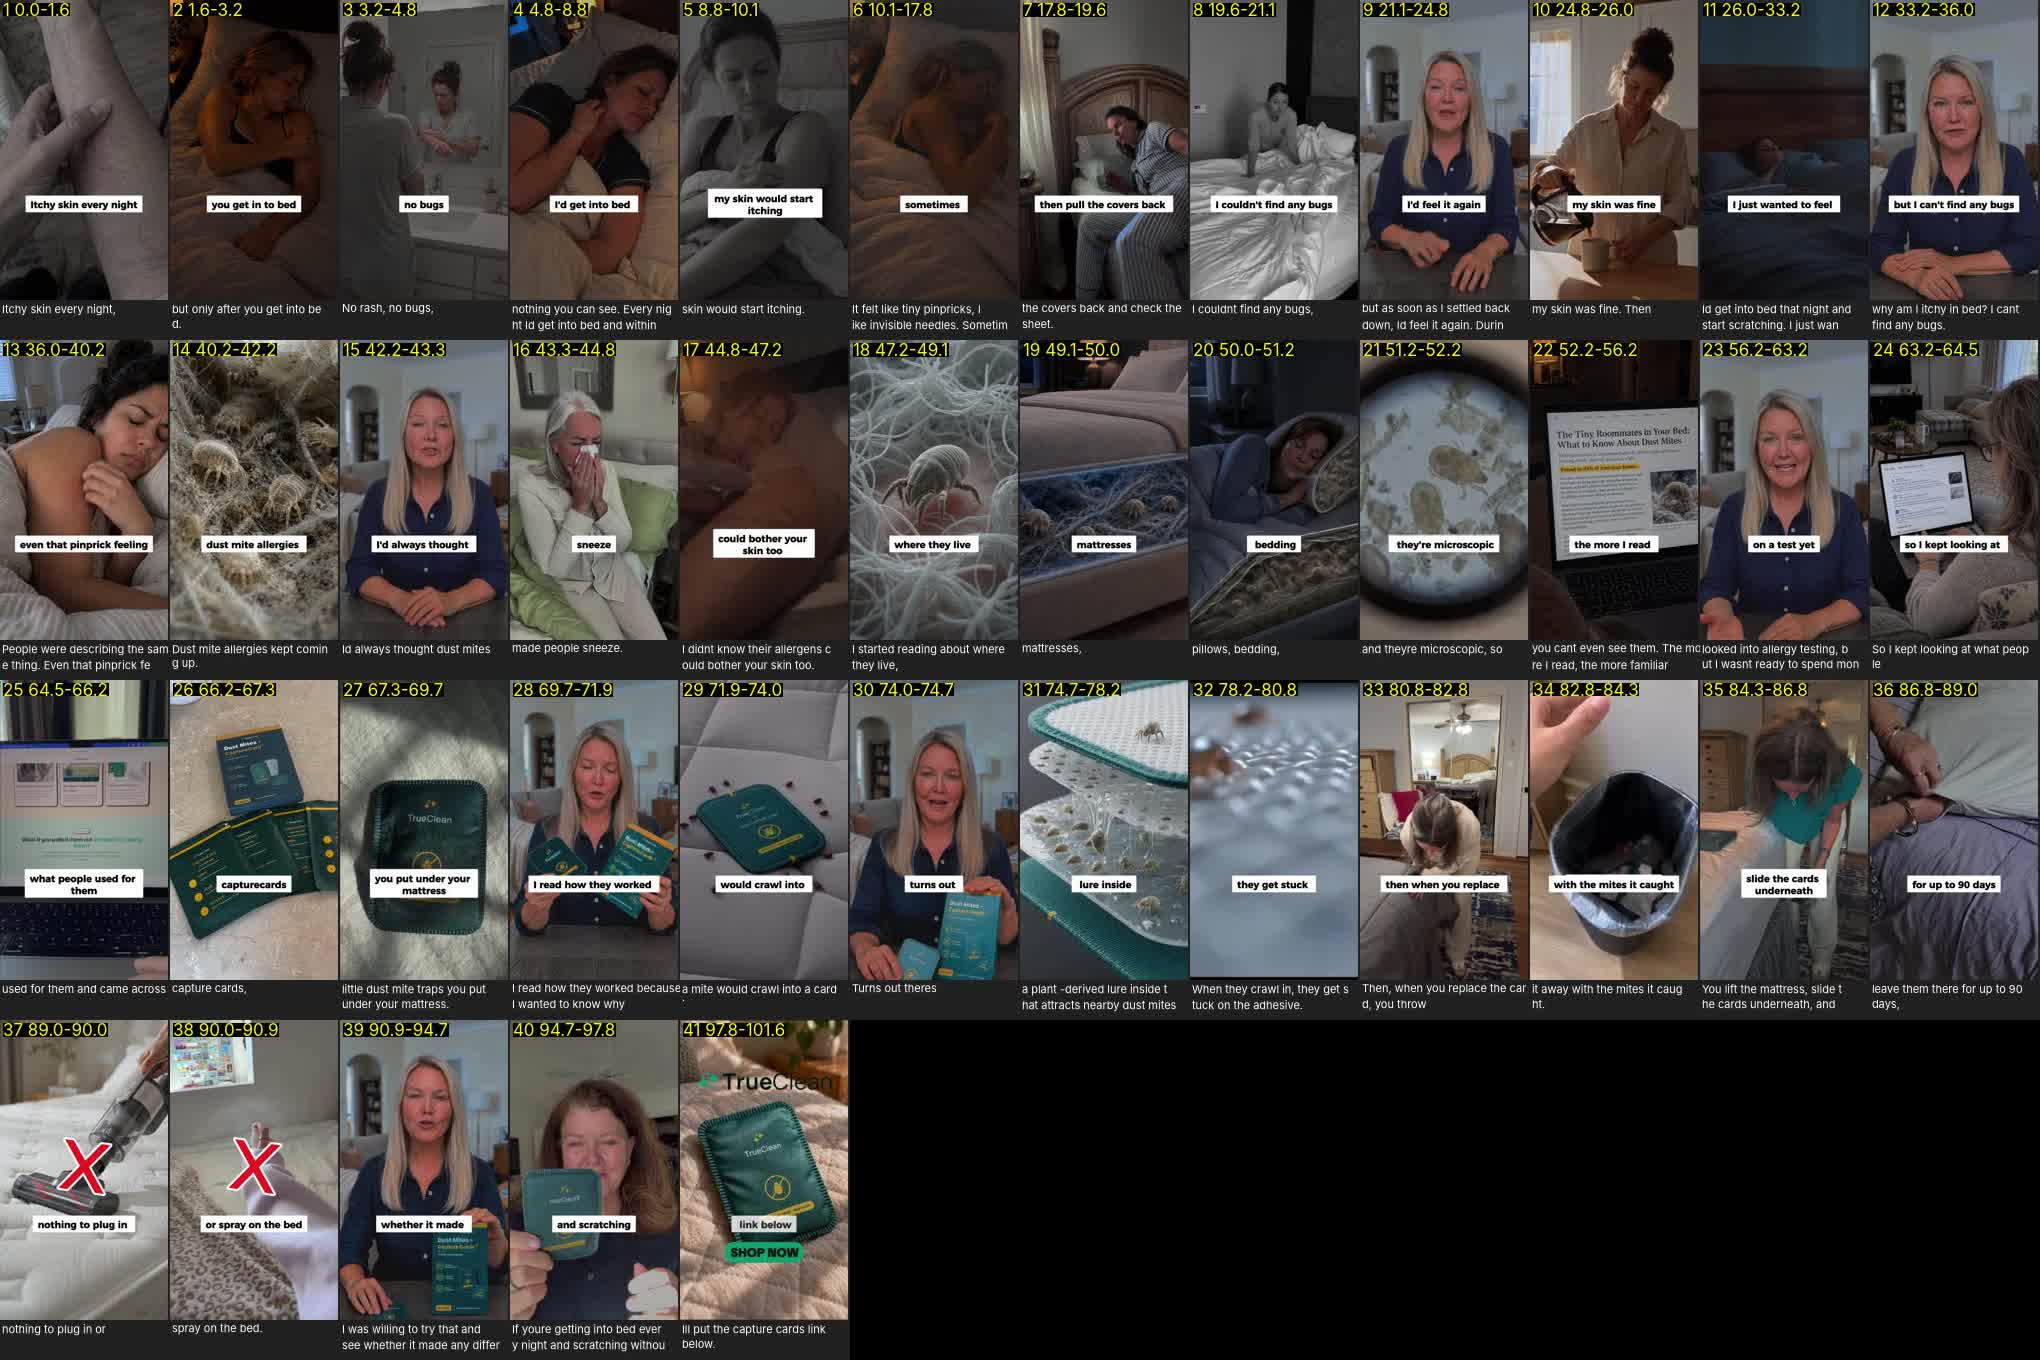 1 0.0-1.6
Itchy skin every night
Itchy skin every night,
2 1.6-3.2
you get in to bed
but only after you get into be
d.
3 3.2-4.8
no bugs
No rash, no bugs,
4 4.8-8.8
I'd get into bed
nothing you can see. Every nig
ht Id get into bed and within
5 8.8-10.1
my skin would start
itching
skin would start itching.
6 10.1-17.8
sometimes
It felt like tiny pinpricks, l
ike invisible needles. Sometim
7 17.8-19.6
then pull the covers back
the covers back and check the
sheet.
8 19.6-21.1
I couldn't find any bugs
I couldnt find any bugs,
9 21.1-24.8
I'd feel it again
but as soon as I settled back
down, Id feel it again. Durin
10 24.8-26.0
my skin was fine
my skin was fine. Then
11 26.0-33.2
I just wanted to feel
Id get into bed that night and
start scratching. I just wan
12 33.2-36.0
but I can't find any bugs
why am I itchy in bed? I cant
find any bugs.
13 36.0-40.2
even that pinprick feeling
People were describing the sam
e thing. Even that pinprick fe
14 40.2-42.2
dust mite allergies
Dust mite allergies kept comin
g up.
15 42.2-43.3
I'd always thought
Id always thought dust mites
16 43.3-44.8
sneeze
made people sneeze.
17 44.8-47.2
could bother your
skin too
I didnt know their allergens c
ould bother your skin too.
18 47.2-49.1
where they live
I started reading about where
they live,
19 49.1-50.0
mattresses
mattresses,
20 50.0-51.2
bedding
pillows, bedding,
21 51.2-52.2
they're microscopic
and theyre microscopic, so
22 52.2-56.2
The Tiny Roommates in Your Bed:
What to Know About Dust Mites
the more I read
you cant even see them. The mo
re I read, the more familiar
23 56.2-63.2
on a test yet
looked into allergy testing, b
ut I wasnt ready to spend mon
24 63.2-64.5
so I kept looking at
So I kept looking at what peop
le
25 64.5-66.2
what people used for
them
used for them and came across
26 66.2-67.3
Dust Mites -
capturecards
capture cards,
27 67.3-69.7
TrueClean
you put under your
mattress
little dust mite traps you put
under your mattress.
28 69.7-71.9
I read how they worked
I read how they worked because
I wanted to know why
29 71.9-74.0
would crawl into
a mite would crawl into a card
.
30 74.0-74.7
turns out
Dust Mites -
Turns out theres
31 74.7-78.2
lure inside
a plant -derived lure inside t
hat attracts nearby dust mites
32 78.2-80.8
they get stuck
When they crawl in, they get s
tuck on the adhesive.
33 80.8-82.8
then when you replace
Then, when you replace the car
d, you throw
34 82.8-84.3
with the mites it caught
it away with the mites it caug
ht.
35 84.3-86.8
slide the cards
underneath
You lift the mattress, slide t
he cards underneath, and
36 86.8-89.0
for up to 90 days
leave them there for up to 90
days,
37 89.0-90.0
X
nothing to plug in
nothing to plug in or
38 90.0-90.9
X
or spray on the bed
spray on the bed.
39 90.9-94.7
whether it made
Dust Mites -
I was willing to try that and
see whether it made any differ
40 94.7-97.8
and scratching
If youre getting into bed ever
y night and scratching withou
41 97.8-101.6
TrueClean
TrueClean
link below
SHOP NOW
Ill put the capture cards link
below.